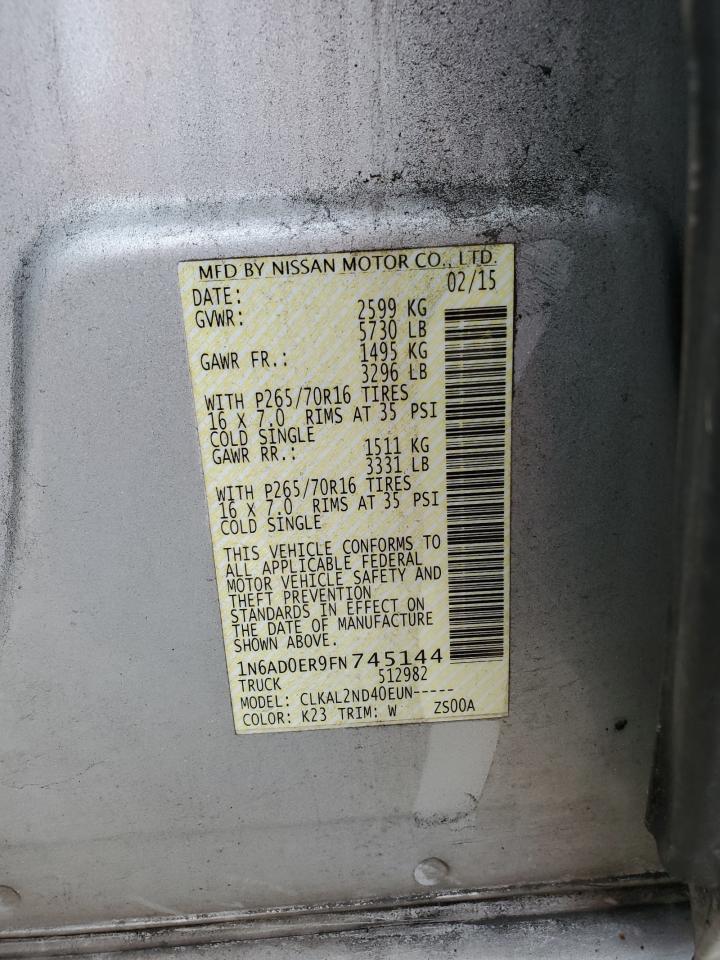 MFD BY NISSAN MOTOR CO., LTD.
DATE: 02/15
GVWR: 2599 KG
5730 LB
GAWR FR.: 1495 KG
3296 LB
WITH P265/70R16 TIRES
16 X 7.0 RIMS AT 35 PSI
COLD SINGLE
GAWR RR.: 1511 KG
3331 LB
WITH P265/70R16 TIRES
16 X 7.0 RIMS AT 35 PSI
COLD SINGLE
THIS VEHICLE CONFORMS TO
ALL APPLICABLE FEDERAL
MOTOR VEHICLE SAFETY AND
THEFT PREVENTION
STANDARDS IN EFFECT ON
THE DATE OF MANUFACTURE
SHOWN ABOVE.
1N6AD0ER9FN745144
TRUCK 512982
MODEL: CLKAL2ND40EUN-----
COLOR: K23 TRIM: W ZS00A